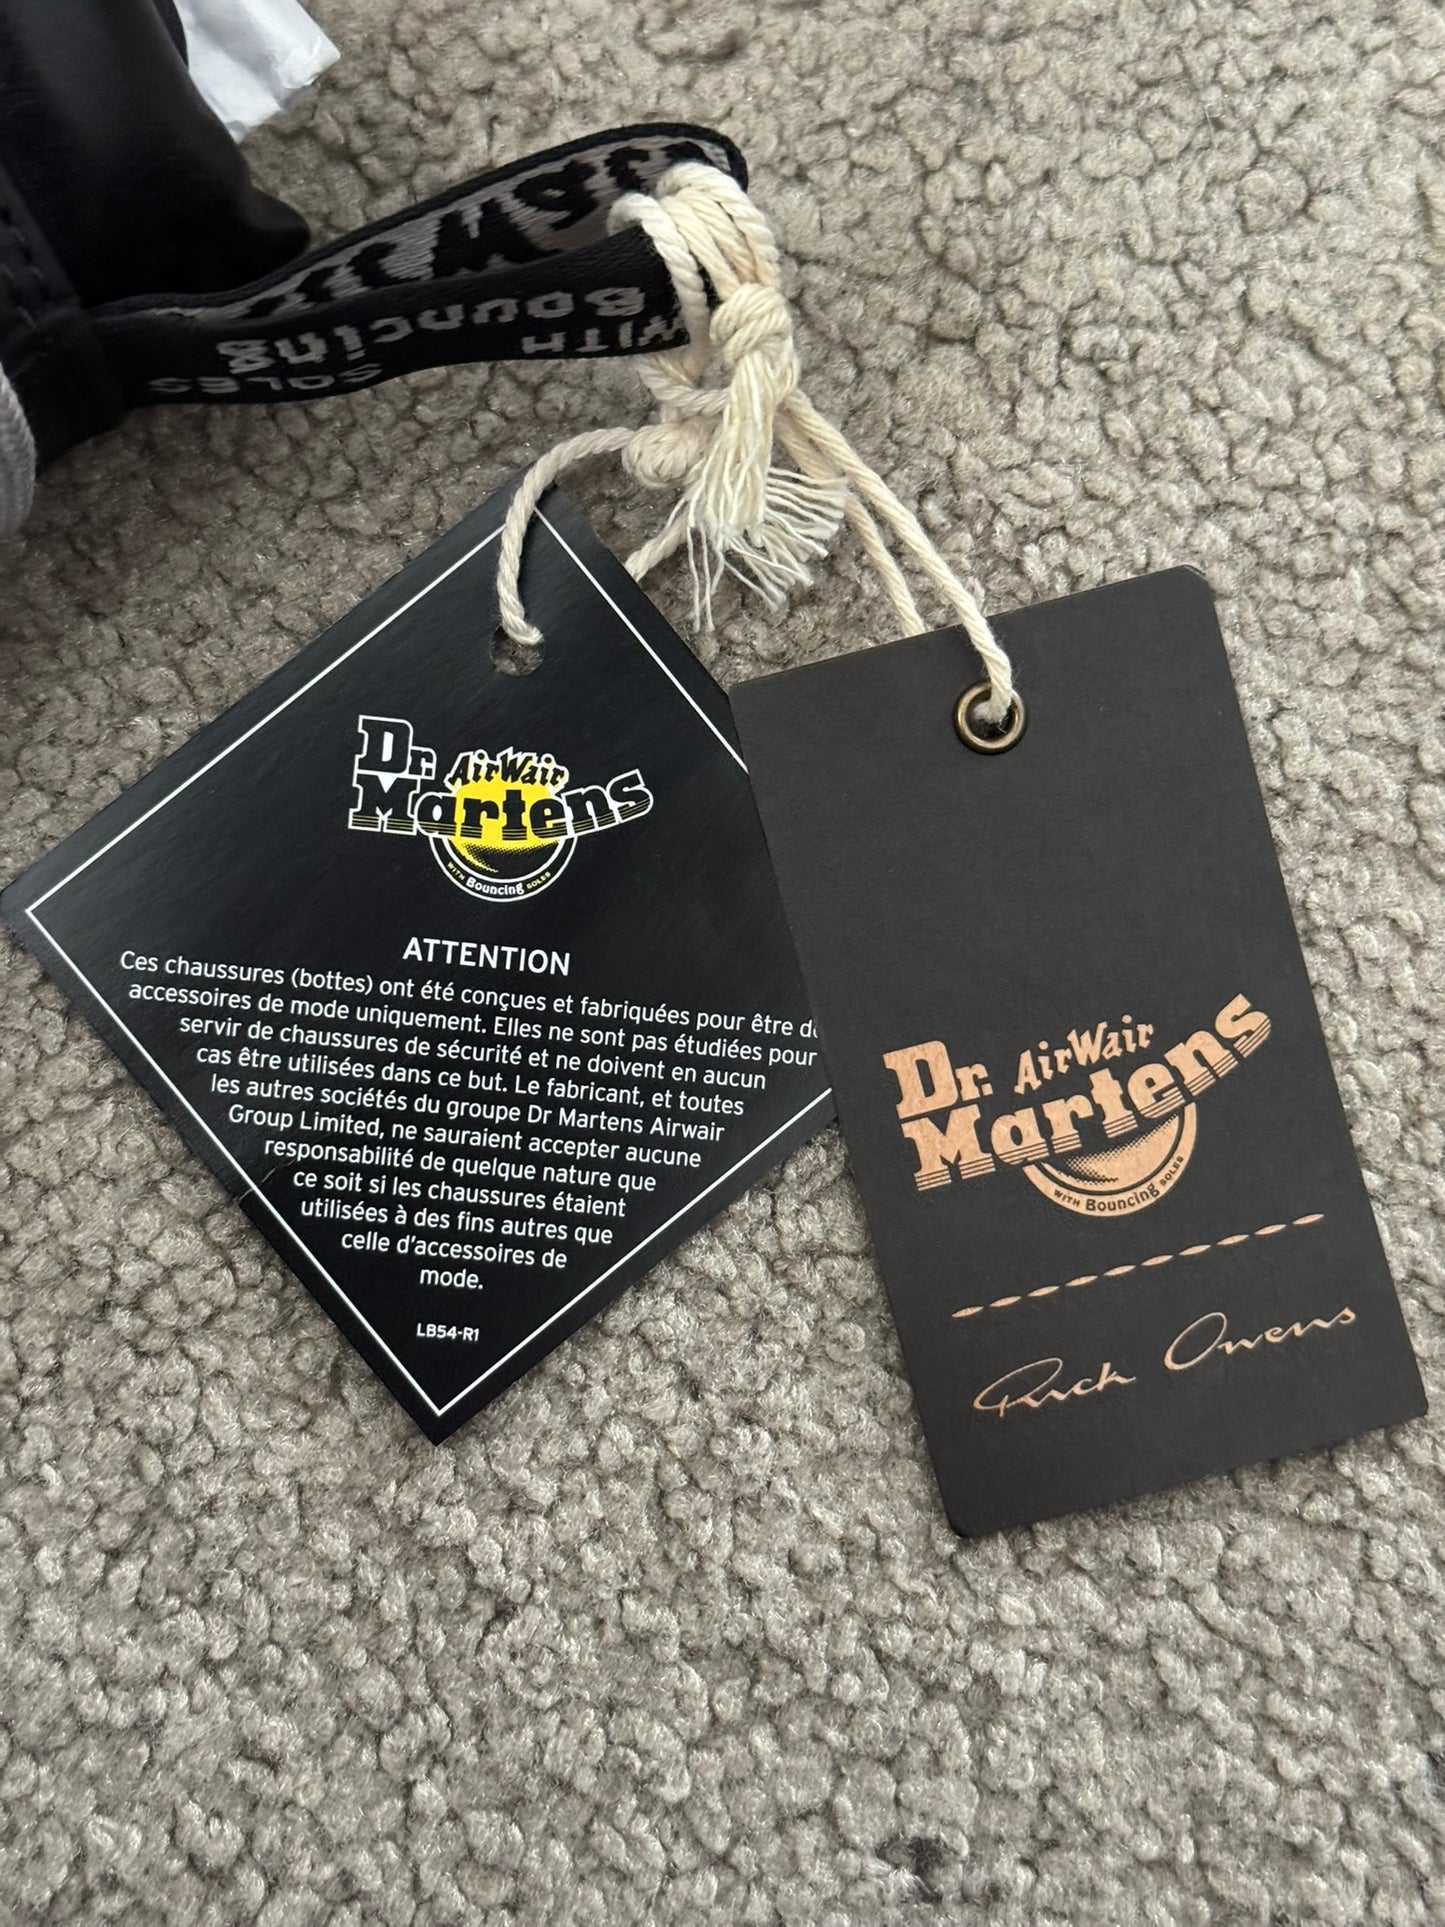 WITH Bouncing SOLES
Dr. AirWair
Martens
WITH Bouncing SOLES
ATTENTION
Ces chaussures (bottes) ont été conçues et fabriquées pour être
accessoires de mode uniquement. Elles ne sont pas étudiées pour
servir de chaussures de sécurité et ne doivent en aucun
cas être utilisées dans ce but. Le fabricant, et toutes
les autres sociétés du groupe Dr Martens Airwair
Group Limited, ne sauraient accepter aucune
responsabilité de quelque nature que
ce soit si les chaussures étaient
utilisées à des fins autres que
celle d'accessoires de
mode.
LB54-R1
Dr. AirWair
Martens
WITH Bouncing SOLES
Rick Owens